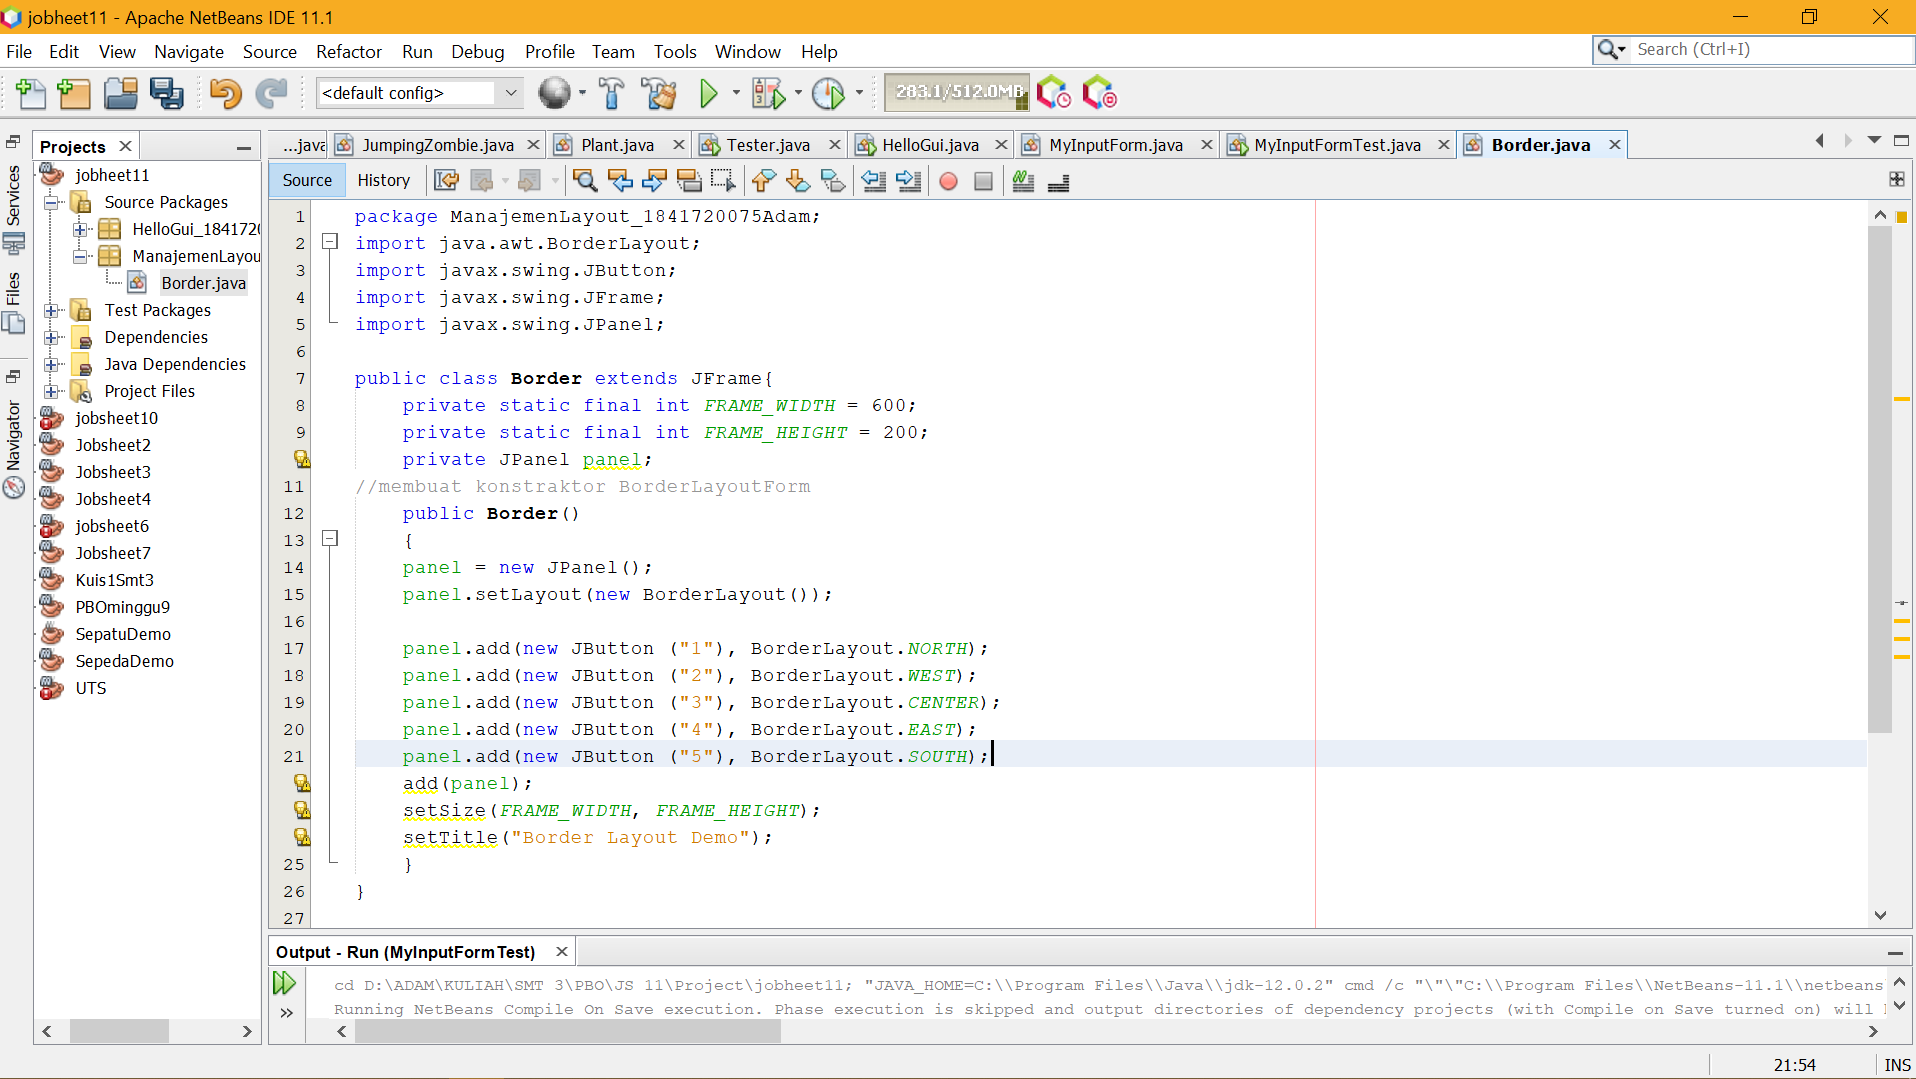 jobheet11 - Apache NetBeans IDE 11.1
File Edit View Navigate Source Refactor Run Debug Profile Team Tools Window Help
Search (Ctrl+I)
<default config>
283.1/512.0MB
Services
Files
Navigator
Projects
jobheet11
Source Packages
HelloGui_184172
ManajemenLayou
Border.java
Test Packages
Dependencies
Java Dependencies
Project Files
jobsheet10
Jobsheet2
Jobsheet3
Jobsheet4
jobsheet6
Jobsheet7
Kuis1Smt3
PBOminggu9
SepatuDemo
SepedaDemo
UTS
...java JumpingZombie.java Plant.java Tester.java HelloGui.java MyInputForm.java MyInputFormTest.java Border.java
Source History
1 package ManajemenLayout_1841720075Adam;
2 import java.awt.BorderLayout;
3 import javax.swing.JButton;
4 import javax.swing.JFrame;
5 import javax.swing.JPanel;
6
7 public class Border extends JFrame{
8 private static final int FRAME_WIDTH = 600;
9 private static final int FRAME_HEIGHT = 200;
private JPanel panel;
11 //membuat konstraktor BorderLayoutForm
12 public Border()
13 {
14 panel = new JPanel();
15 panel.setLayout(new BorderLayout());
16
17 panel.add(new JButton ("1"), BorderLayout.NORTH);
18 panel.add(new JButton ("2"), BorderLayout.WEST);
19 panel.add(new JButton ("3"), BorderLayout.CENTER);
20 panel.add(new JButton ("4"), BorderLayout.EAST);
21 panel.add(new JButton ("5"), BorderLayout.SOUTH);
add(panel);
setSize(FRAME_WIDTH, FRAME_HEIGHT);
setTitle("Border Layout Demo");
25 }
26 }
27
Output - Run (MyInputFormTest)
cd D:\ADAM\KULIAH\SMT 3\PBO\JS 11\Project\jobheet11; "JAVA_HOME=C:\\Program Files\\Java\\jdk-12.0.2" cmd /c "\"\"C:\\Program Files\\NetBeans-11.1\\netbeans
Running NetBeans Compile On Save execution. Phase execution is skipped and output directories of dependency projects (with Compile on Save turned on) will
21:54 INS